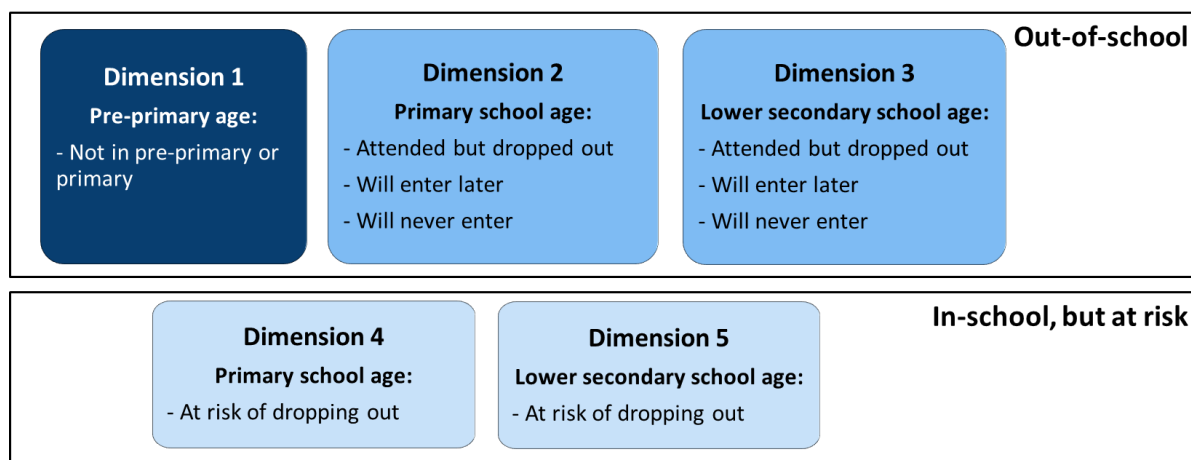 Out-of-school
Dimension 1
Pre-primary age:
- Not in pre-primary or
primary
Dimension 2
Primary school age:
- Attended but dropped out
- Will enter later
- Will never enter
Dimension 3
Lower secondary school age:
- Attended but dropped out
- Will enter later
- Will never enter
In-school, but at risk
Dimension 4
Primary school age:
- At risk of dropping out
Dimension 5
Lower secondary school age:
- At risk of dropping out